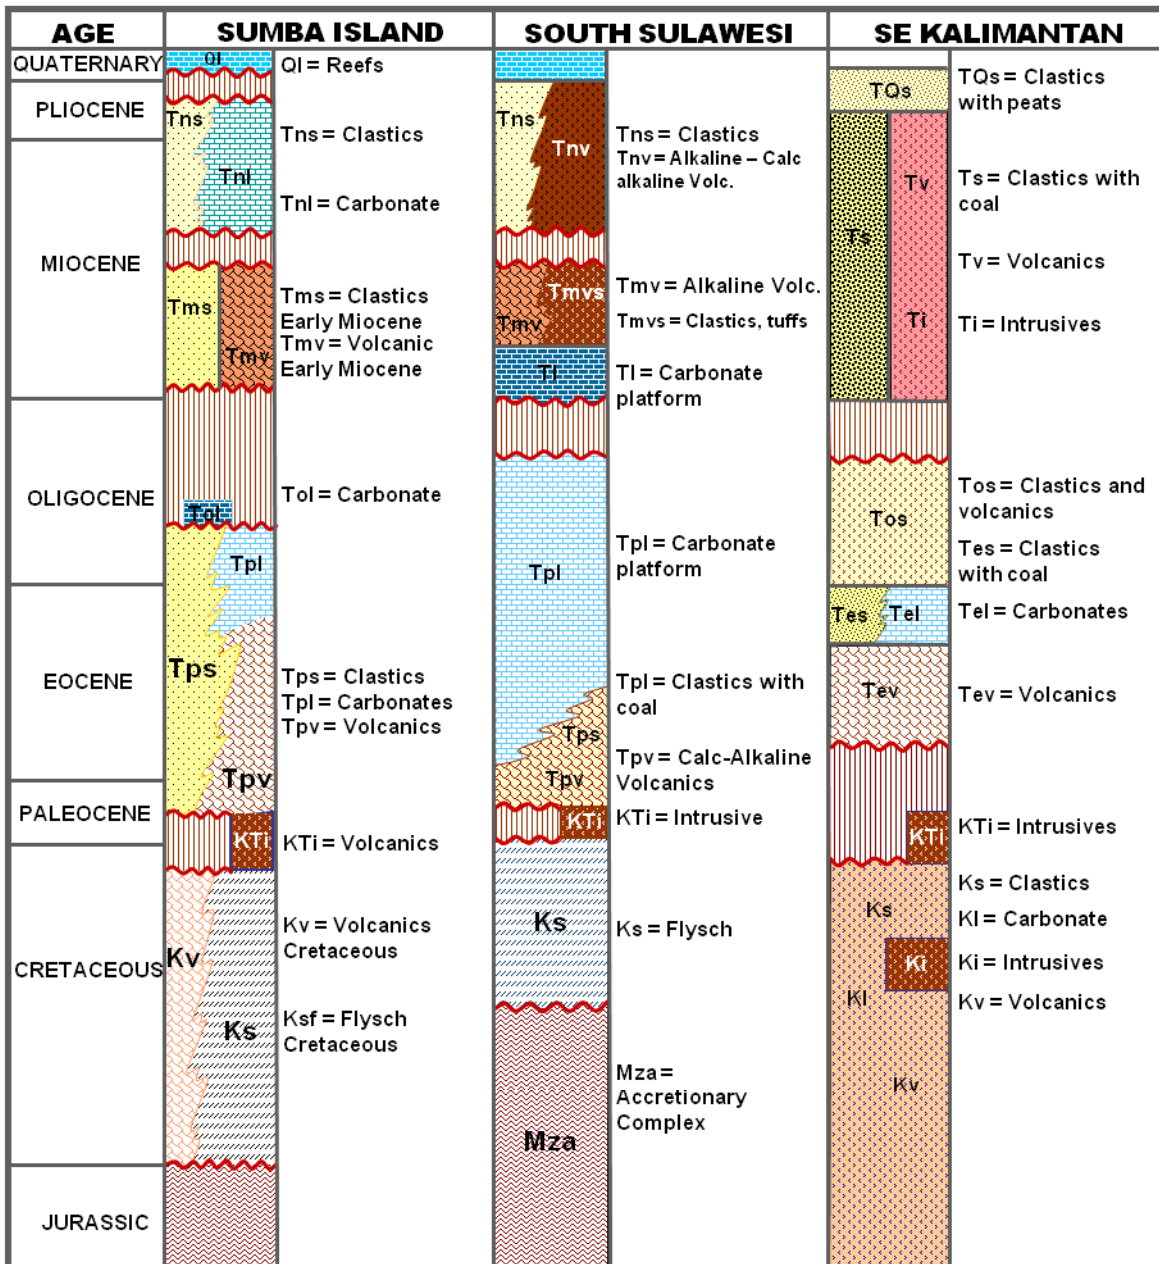 AGE
SUMBA ISLAND
SOUTH SULAWESI
SE KALIMANTAN
QUATERNARY
PLIOCENE
MIOCENE
OLIGOCENE
EOCENE
PALEOCENE
CRETACEOUS
JURASSIC
Ql
Tns
Tnl
Tms
Tmv
Tol
Tpl
Tps
Tpv
KTi
Kv
Ks
Ql = Reefs
Tns = Clastics
Tnl = Carbonate
Tms = Clastics
Early Miocene
Tmv = Volcanic
Early Miocene
Tol = Carbonate
Tps = Clastics
Tpl = Carbonates
Tpv = Volcanics
KTi = Volcanics
Kv = Volcanics
Cretaceous
Ksf = Flysch
Cretaceous
Tns
Tnv
Tmvs
Tmv
Tl
Tpl
Tps
Tpv
KTi
Ks
Mza
Tns = Clastics
Tnv = Alkaline – Calc
alkaline Volc.
Tmv = Alkaline Volc.
Tmvs = Clastics, tuffs
Tl = Carbonate
platform
Tpl = Carbonate
platform
Tpl = Clastics with
coal
Tpv = Calc-Alkaline
Volcanics
KTi = Intrusive
Ks = Flysch
Mza =
Accretionary
Complex
TQs
Tv
Ts
Ti
Tos
Tes
Tel
Tev
KTi
Ks
Ki
Kl
Kv
TQs = Clastics
with peats
Ts = Clastics with
coal
Tv = Volcanics
Ti = Intrusives
Tos = Clastics and
volcanics
Tes = Clastics
with coal
Tel = Carbonates
Tev = Volcanics
KTi = Intrusives
Ks = Clastics
Kl = Carbonate
Ki = Intrusives
Kv = Volcanics